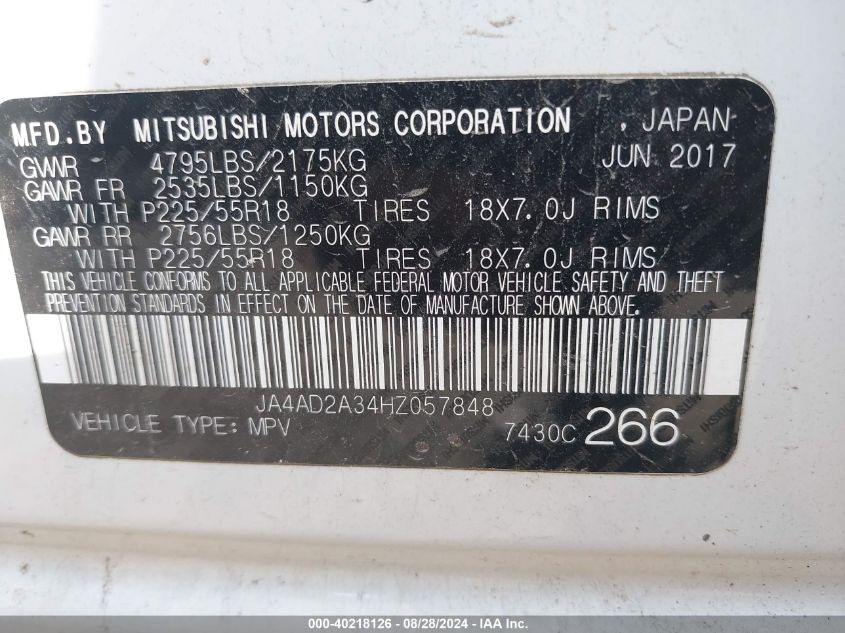 MFD.BY MITSUBISHI MOTORS CORPORATION , JAPAN
GVWR 4795LBS/2175KG JUN 2017
GAWR FR 2535LBS/1150KG
WITH P225/55R18 TIRES 18X7.0J RIMS
GAWR RR 2756LBS/1250KG
WITH P225/55R18 TIRES 18X7.0J RIMS
THIS VEHICLE CONFORMS TO ALL APPLICABLE FEDERAL MOTOR VEHICLE SAFETY AND THEFT
PREVENTION STANDARDS IN EFFECT ON THE DATE OF MANUFACTURE SHOWN ABOVE.
JA4AD2A34HZ057848
VEHICLE TYPE: MPV 7430C 266
000-40218126 - 08/28/2024 - IAA Inc.